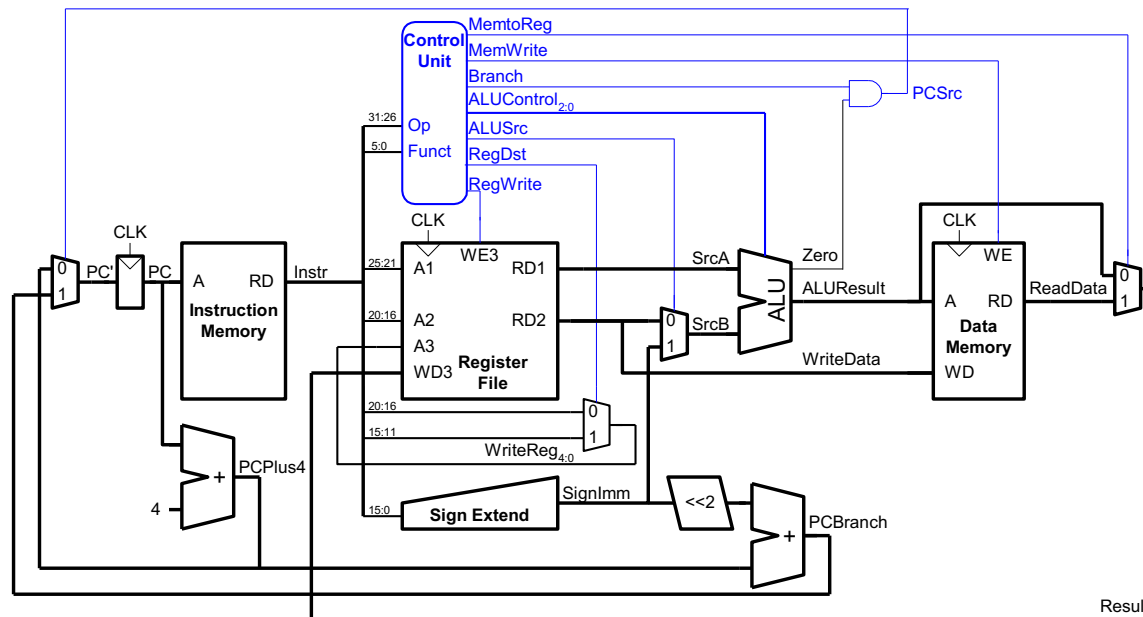 MemtoReg
Control
Unit
MemWrite
Branch
PCSrc
ALUControl2:0
31:26
Op
ALUSrc
5:0
Funct
RegDst
RegWrite
CLK
CLK
CLK
WE3
Zero
WE
0
PC'
PC
A
RD
Instr
25:21
A1
RD1
SrcA
0
1
ALU
ALUResult
A
RD
ReadData
1
Instruction
Memory
20:16
A2
RD2
0
SrcB
1
Data
Memory
A3
Register
File
WriteData
WD3
WD
20:16
0
15:11
1
WriteReg4:0
PCPlus4
+
4
SignImm
<<2
15:0
Sign Extend
PCBranch
+
Resul